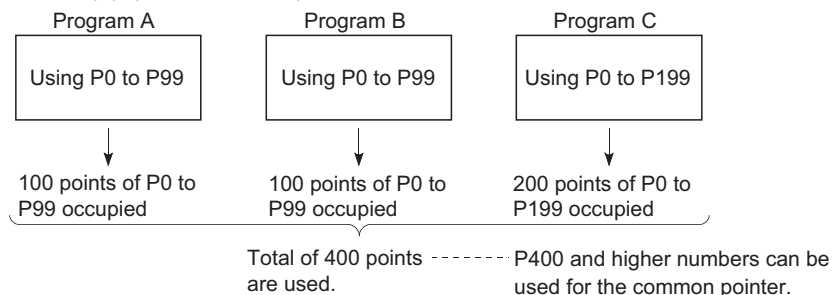 Program A
Program B
Program C
Using P0 to P99
Using P0 to P99
Using P0 to P199
100 points of P0 to
P99 occupied
100 points of P0 to
P99 occupied
200 points of P0 to
P199 occupied
Total of 400 points
are used.
P400 and higher numbers can be
used for the common pointer.